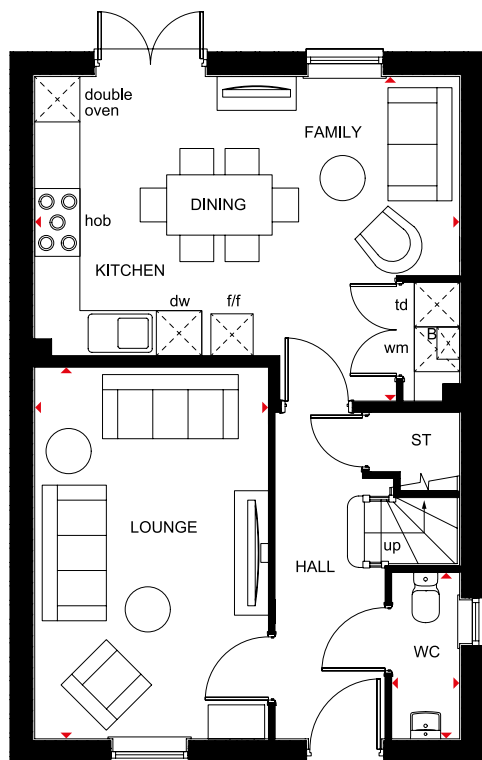 double
oven
FAMILY
DINING
hob
KITCHEN
dw
f/f
td
wm
B
ST
LOUNGE
up
HALL
WC